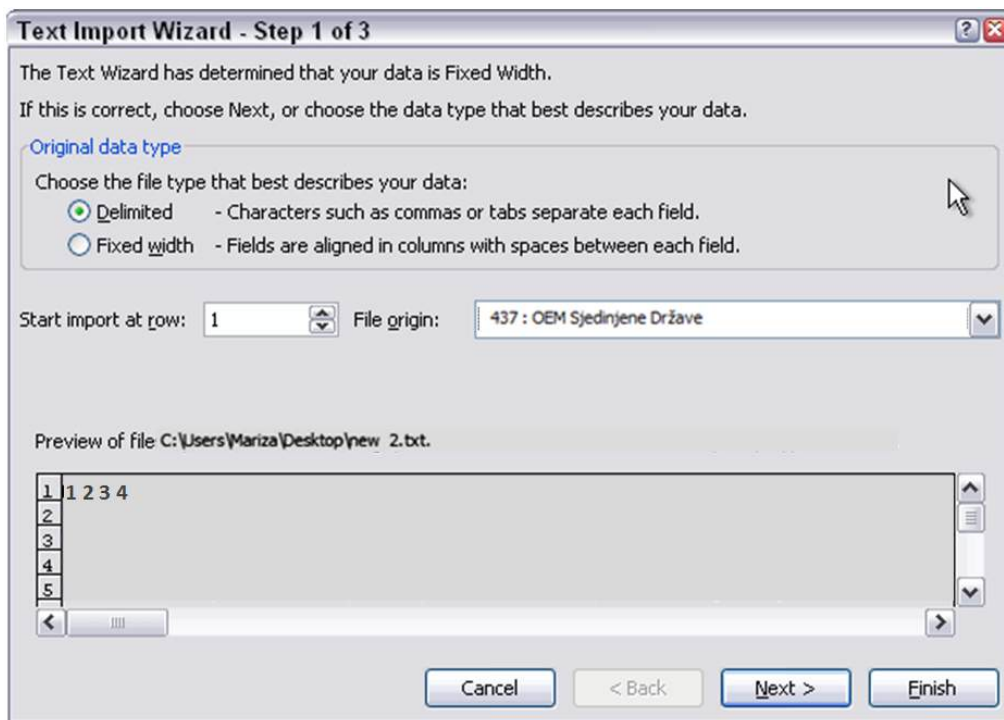 Text Import Wizard - Step 1 of 3
The Text Wizard has determined that your data is Fixed Width.
If this is correct, choose Next, or choose the data type that best describes your data.
Original data type
Choose the file type that best describes your data:
Delimited - Characters such as commas or tabs separate each field.
Fixed width - Fields are aligned in columns with spaces between each field.
Start import at row: 1 File origin: 437 : OEM Sjedinjene Države
Preview of file C:\Users\Mariza\Desktop\new 2.txt.
1 1 2 3 4
2
3
4
5
Cancel < Back Next > Finish